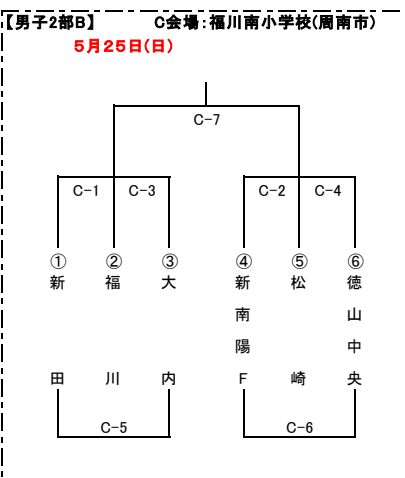 【男子2部B】 C会場:福川南小学校(周南市)
5月25日(日)
C-7
C-1 C-3 C-2 C-4
① ② ③ ④ ⑤ ⑥
新田
福川
大内
新南陽F
松崎
徳山中央
C-5 C-6